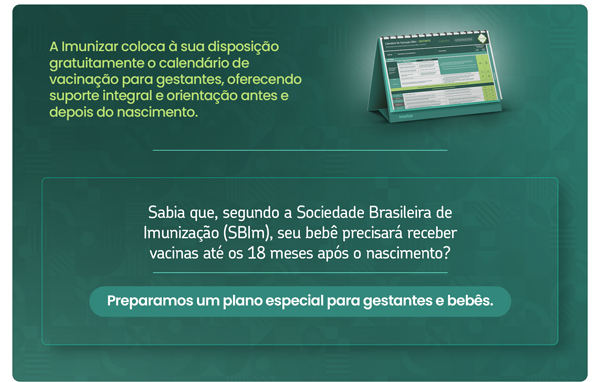 A Imunizar coloca à sua disposição
gratuitamente o calendário de
vacinação para gestantes, oferecendo
suporte integral e orientação antes e
depois do nascimento.
Sabia que, segundo a Sociedade Brasileira de
Imunização (SBIm), seu bebê precisará receber
vacinas até os 18 meses após o nascimento?
Preparamos um plano especial para gestantes e bebês.